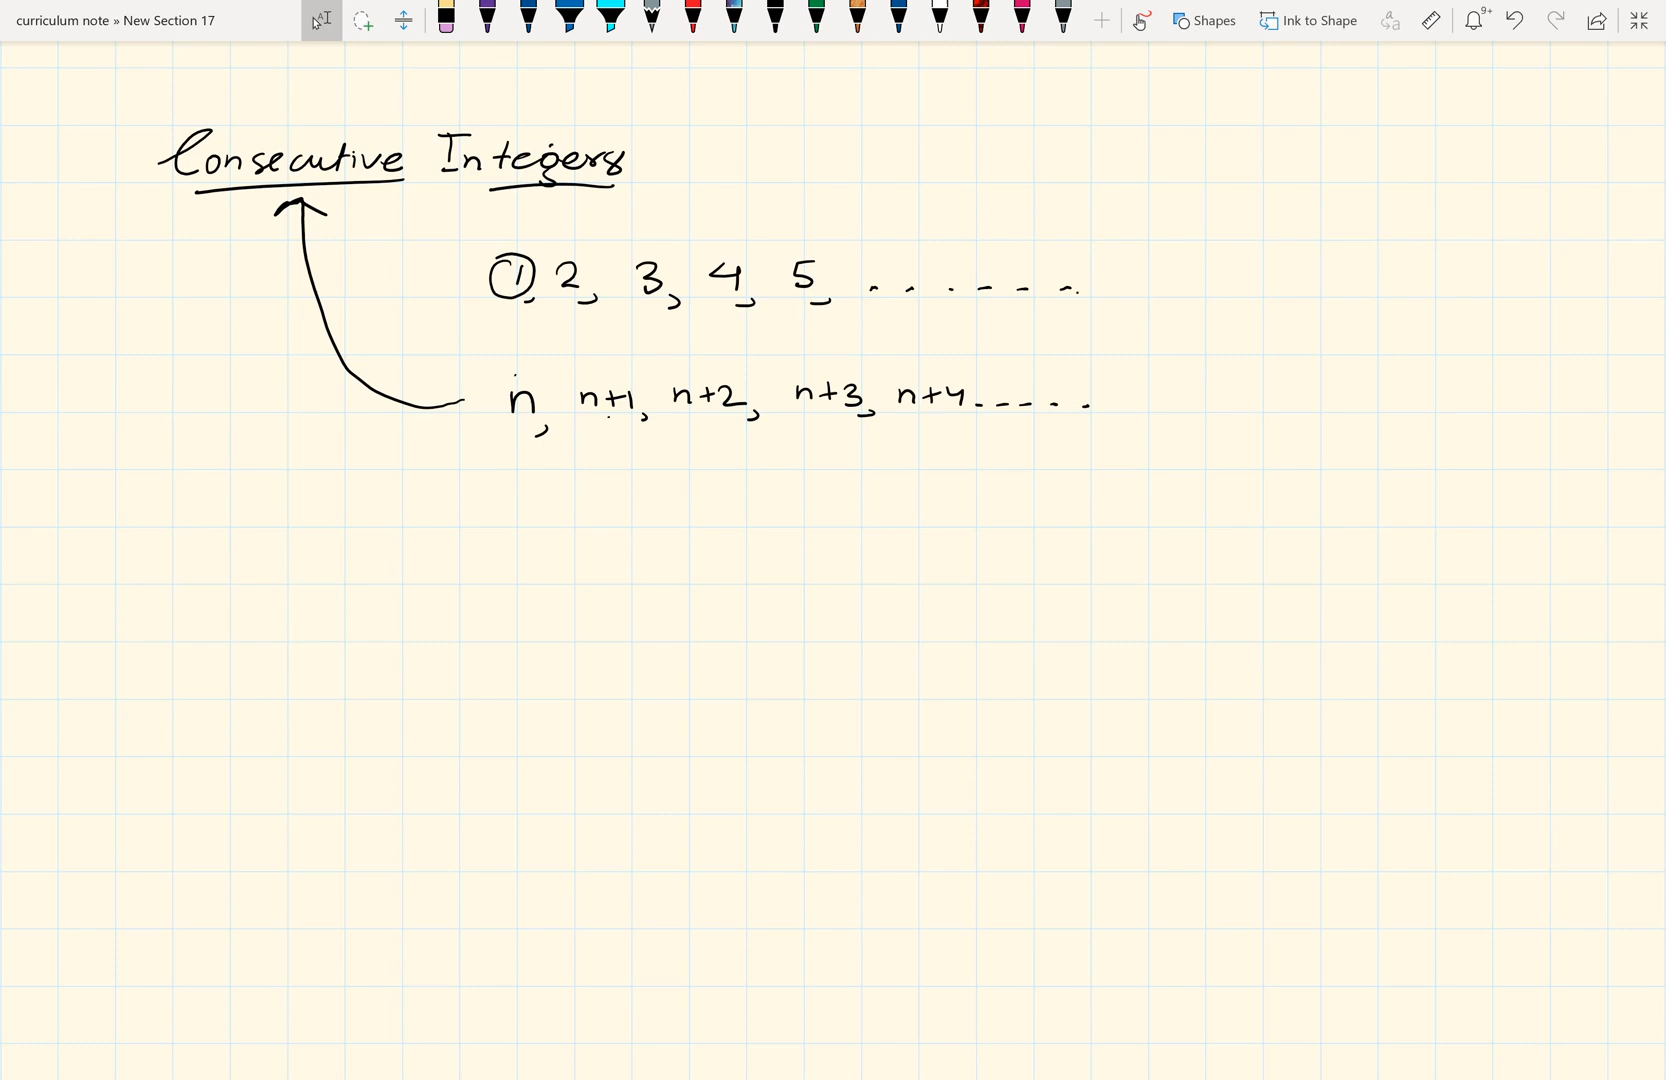 curriculum note » New Section 17
Shapes
Ink to Shape
9+
Consecutive Integers
1, 2, 3, 4, 5, . . . . . .
n, n+1, n+2, n+3, n+4 . . . . .